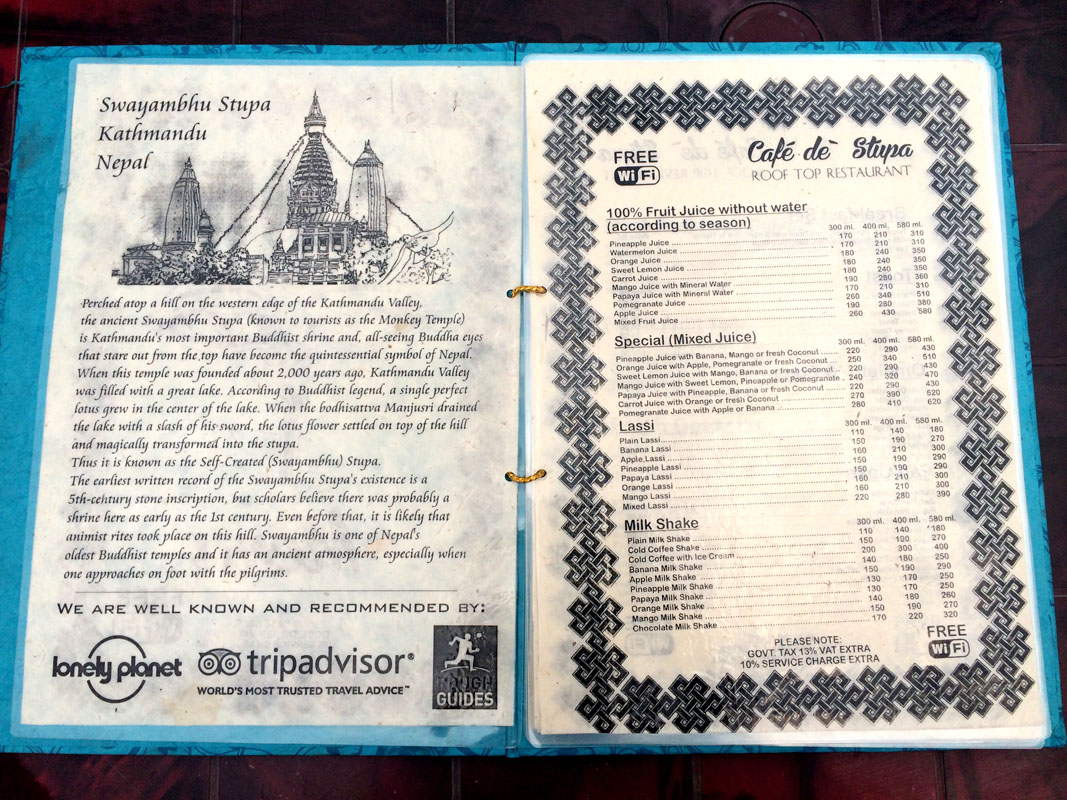 Swayambhu Stupa
Kathmandu
Nepal
Perched atop a hill on the western edge of the Kathmandu Valley,
the ancient Swayambhu Stupa (known to tourists as the Monkey Temple)
is Kathmandu's most important Buddhist shrine and, all-seeing Buddha eyes
that stare out from the top have become the quintessential symbol of Nepal.
When this temple was founded about 2,000 years ago, Kathmandu Valley
was filled with a great lake. According to Buddhist legend, a single perfect
lotus grew in the center of the lake. When the bodhisattva Manjusri drained
the lake with a slash of his sword, the lotus flower settled on top of the hill
and magically transformed into the stupa.
Thus it is known as the Self-Created (Swayambhu) Stupa.
The earliest written record of the Swayambhu Stupa's existence is a
5th-century stone inscription, but scholars believe there was probably a
shrine here as early as the 1st century. Even before that, it is likely that
animist rites took place on this hill. Swayambhu is one of Nepal's
oldest Buddhist temples and it has an ancient atmosphere, especially when
one approaches on foot with the pilgrims.
WE ARE WELL KNOWN AND RECOMMENDED BY:
lonely planet
tripadvisor®
WORLD'S MOST TRUSTED TRAVEL ADVICE™
ROUGH
GUIDES
FREE
WiFi
Café de` Stupa
ROOF TOP RESTAURANT
100% Fruit Juice without water
(according to season) 300 ml. 400 ml. 580 ml.
Pineapple Juice 170 210 310
Watermelon Juice 170 210 310
Orange Juice 180 240 350
Sweet Lemon Juice 180 240 350
Carrot Juice 180 240 350
Mango Juice with Mineral Water 190 280 360
Papaya Juice with Mineral Water 170 210 310
Pomegranate Juice 260 340 510
Apple Juice 190 280 380
Mixed Fruit Juice 260 430 580
Special (Mixed Juice) 300 ml. 400 ml. 580 ml.
Pineapple Juice with Banana, Mango or fresh Coconut 220 290 430
Orange Juice with Apple, Pomegranate or fresh Coconut 250 340 510
Sweet Lemon Juice with Mango, Banana or fresh Coconut 220 290 430
Mango Juice with Sweet Lemon, Pineapple or Pomegranate 240 320 470
Papaya Juice with Pineapple, Banana or fresh Coconut 220 290 430
Carrot Juice with Orange or fresh Coconut 270 390 520
Pomegranate Juice with Apple or Banana 280 410 620
Lassi 300 ml. 400 ml. 580 ml.
Plain Lassi 110 140 180
Banana Lassi 150 190 270
Apple Lassi 160 210 300
Pineapple Lassi 150 190 290
Papaya Lassi 150 190 290
Orange Lassi 160 210 300
Mango Lassi 160 210 300
Mixed Lassi 220 280 390
Milk Shake 300 ml. 400 ml. 580 ml.
Plain Milk Shake 110 140 180
Cold Coffee Shake 150 190 270
Cold Coffee with Ice Cream 200 300 400
Banana Milk Shake 140 180 250
Apple Milk Shake 150 190 290
Pineapple Milk Shake 130 170 250
Papaya Milk Shake 130 170 250
Orange Milk Shake 140 180 260
Mango Milk Shake 150 190 270
Chocolate Milk Shake 170 220 320
PLEASE NOTE:
GOVT. TAX 13% VAT EXTRA
10% SERVICE CHARGE EXTRA
FREE
WiFi